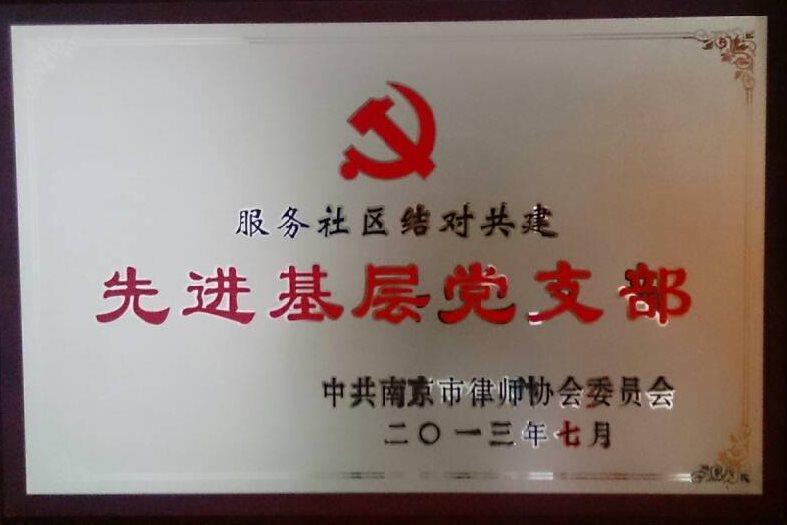 服务社区结对共建
先进基层党支部
中共南京市律师协会委员会
二〇一三年七月